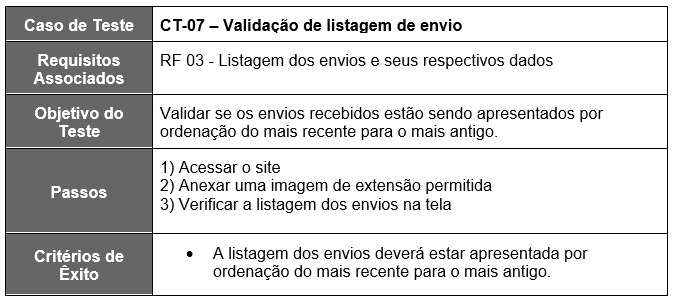 Caso de Teste
CT-07 – Validação de listagem de envio
Requisitos
Associados
RF 03 - Listagem dos envios e seus respectivos dados
Objetivo do
Teste
Validar se os envios recebidos estão sendo apresentados por
ordenação do mais recente para o mais antigo.
Passos
1) Acessar o site
2) Anexar uma imagem de extensão permitida
3) Verificar a listagem dos envios na tela
Critérios de
Êxito
• A listagem dos envios deverá estar apresentada por
ordenação do mais recente para o mais antigo.